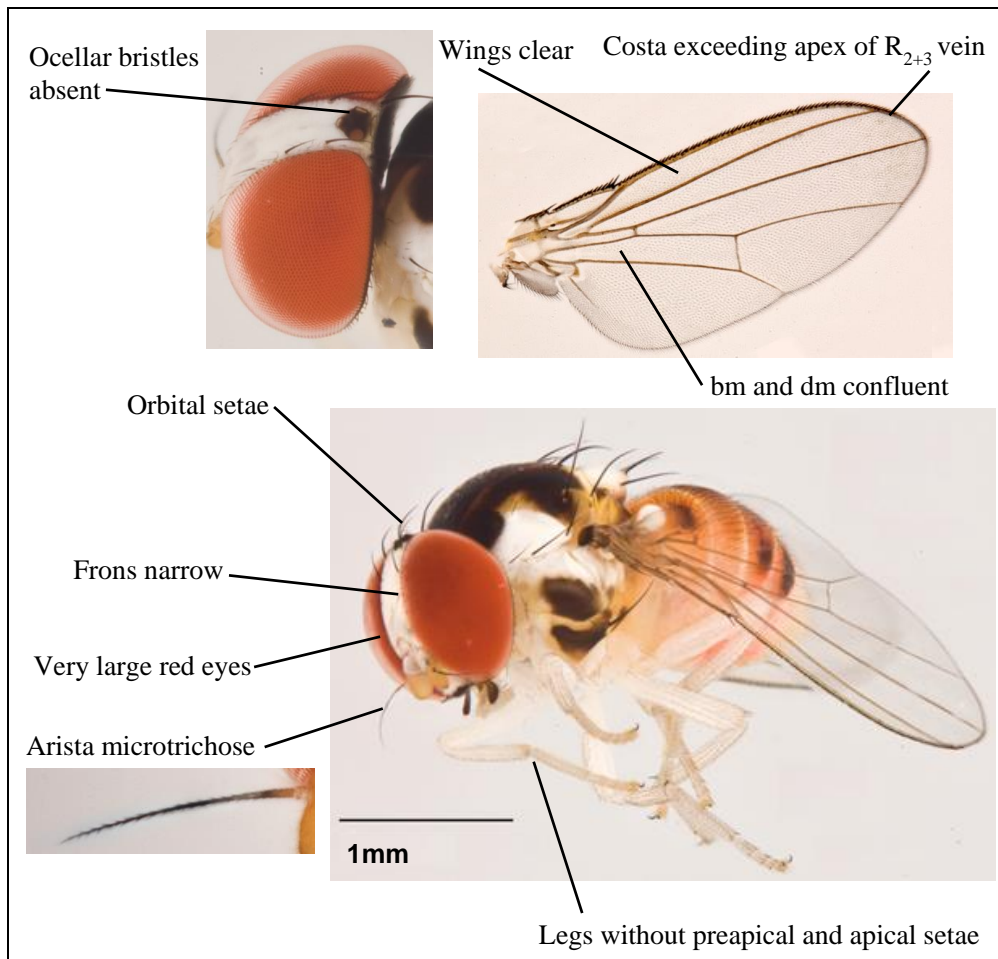 Ocellar bristles
absent
Wings clear
Costa exceeding apex of R2+3 vein
bm and dm confluent
Orbital setae
Frons narrow
Very large red eyes
Arista microtrichose
1mm
Legs without preapical and apical setae